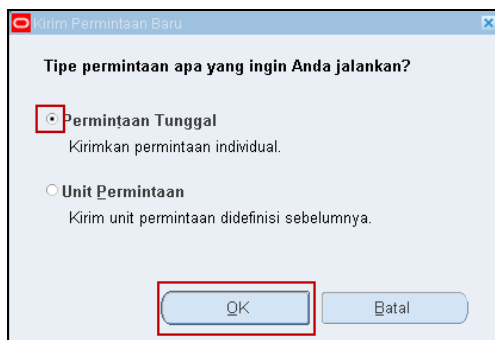 Kirim Permintaan Baru
Tipe permintaan apa yang ingin Anda jalankan?
Permintaan Tunggal
Kirimkan permintaan individual.
Unit Permintaan
Kirim unit permintaan didefinisi sebelumnya.
OK Batal